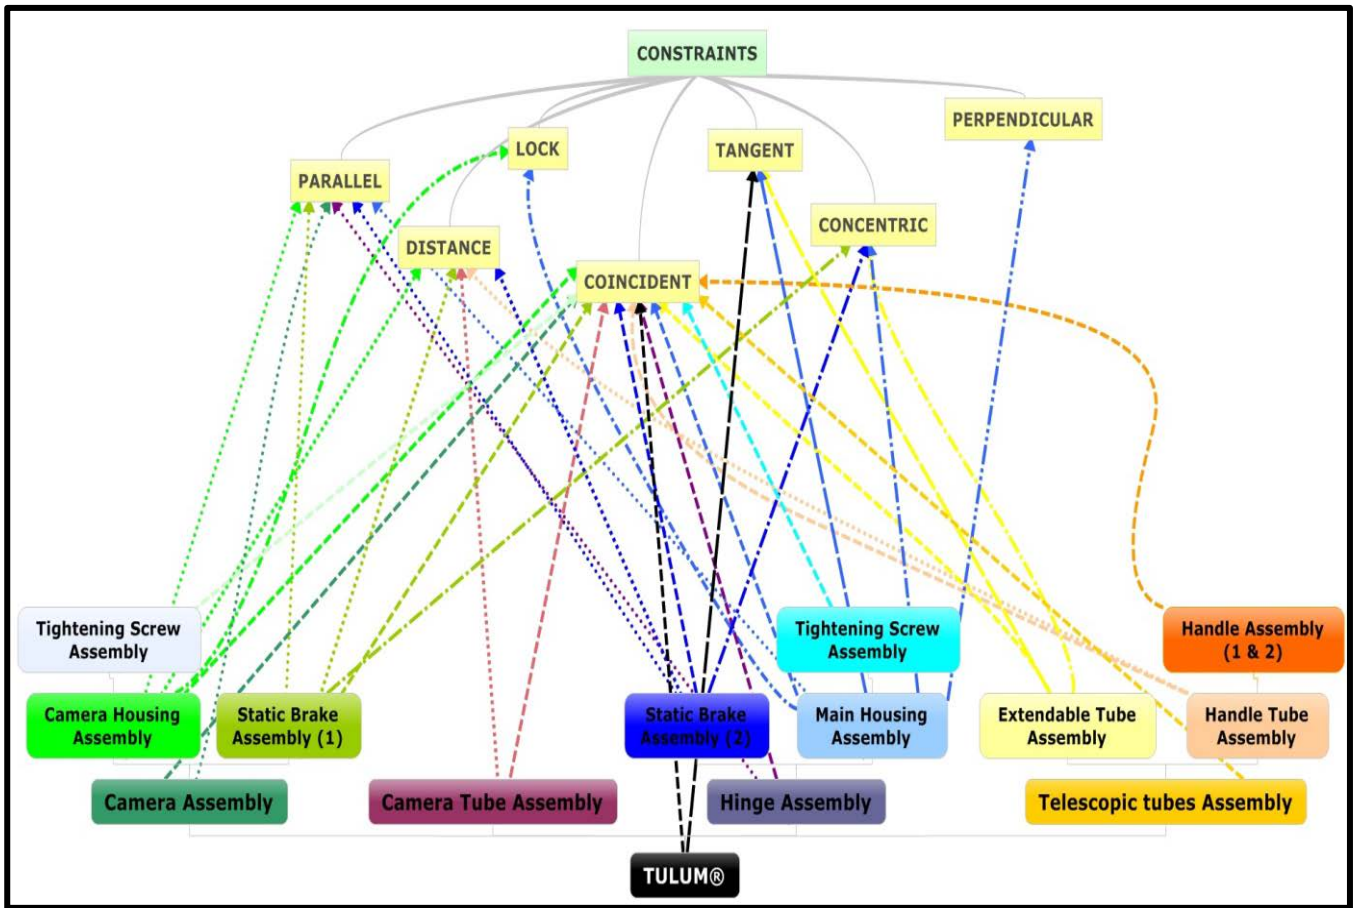 CONSTRAINTS
PERPENDICULAR
LOCK
TANGENT
PARALLEL
CONCENTRIC
DISTANCE
COINCIDENT
Tightening Screw
Assembly
Tightening Screw
Assembly
Handle Assembly
(1 & 2)
Camera Housing
Assembly
Static Brake
Assembly (1)
Static Brake
Assembly (2)
Main Housing
Assembly
Extendable Tube
Assembly
Handle Tube
Assembly
Camera Assembly
Camera Tube Assembly
Hinge Assembly
Telescopic tubes Assembly
TULUM®